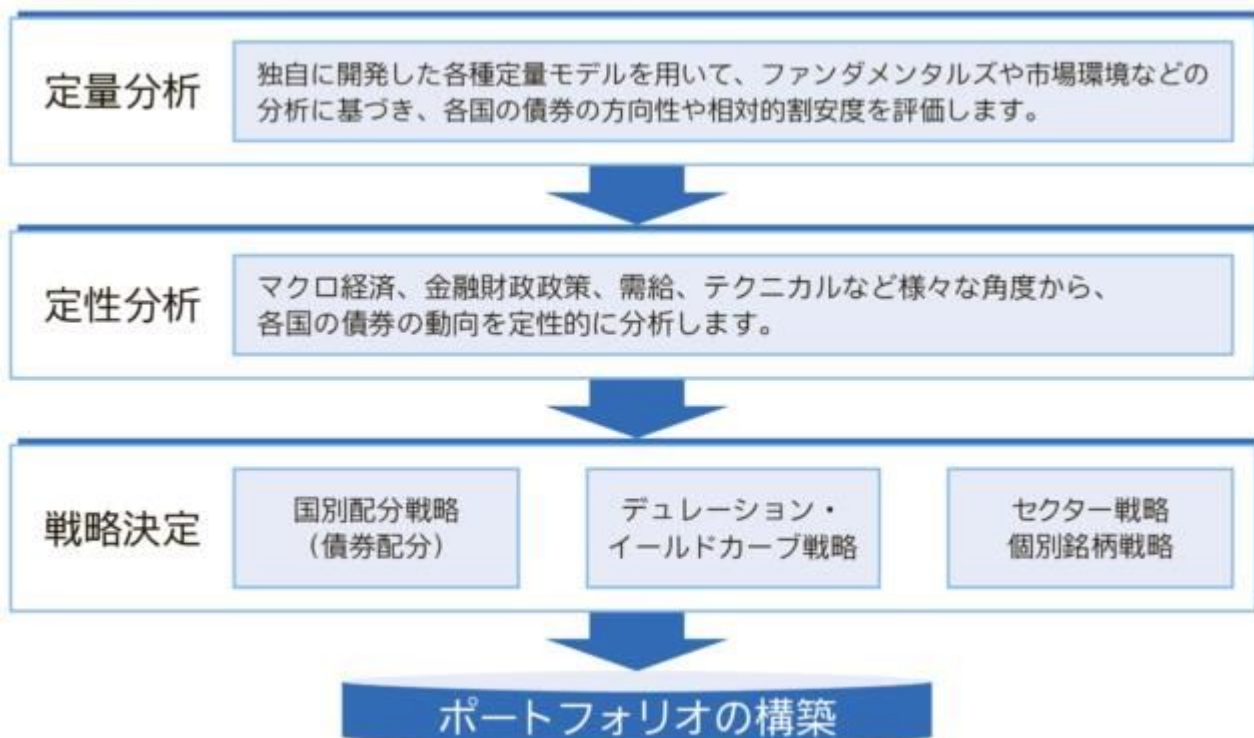 定量分析
独自に開発した各種定量モデルを用いて、ファンダメンタルズや市場環境などの
分析に基づき、各国の債券の方向性や相対的割安度を評価します。
定性分析
マクロ経済、金融財政政策、需給、テクニカルなど様々な角度から、
各国の債券の動向を定性的に分析します。
戦略決定
国別配分戦略
（債券配分）
デュレーション・
イールドカーブ戦略
セクター戦略
個別銘柄戦略
ポートフォリオの構築